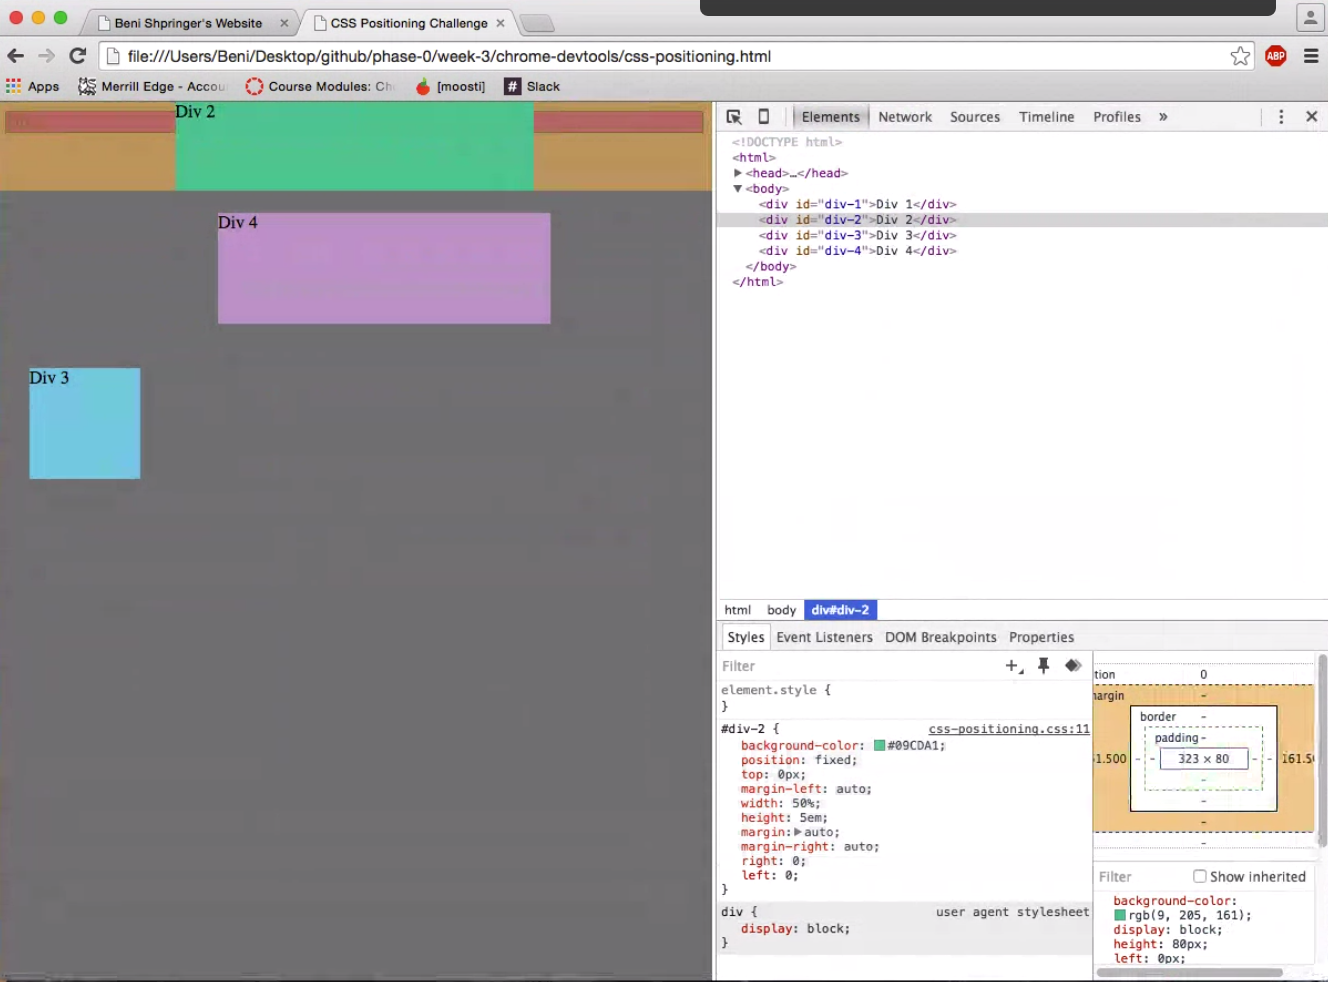 Beni Shpringer's Website
CSS Positioning Challenge
file:///Users/Beni/Desktop/github/phase-0/week-3/chrome-devtools/css-positioning.html
ABP
Apps
Merrill Edge - Accou
Course Modules: Ch
[moosti]
# Slack
Div 2
Div 4
Div 3
Elements Network Sources Timeline Profiles »
<!DOCTYPE html>
<html>
<head>…</head>
<body>
<div id="div-1">Div 1</div>
<div id="div-2">Div 2</div>
<div id="div-3">Div 3</div>
<div id="div-4">Div 4</div>
</body>
</html>
html body div#div-2
Styles Event Listeners DOM Breakpoints Properties
Filter
element.style {
}
#div-2 { css-positioning.css:11
background-color: #09CDA1;
position: fixed;
top: 0px;
margin-left: auto;
width: 50%;
height: 5em;
margin: auto;
margin-right: auto;
right: 0;
left: 0;
}
div { user agent stylesheet
display: block;
}
tion 0
margin -
border -
padding -
1.500 - - 323 × 80 - - 161.5
-
-
-
-
Filter Show inherited
background-color:
rgb(9, 205, 161);
display: block;
height: 80px;
left: 0px;